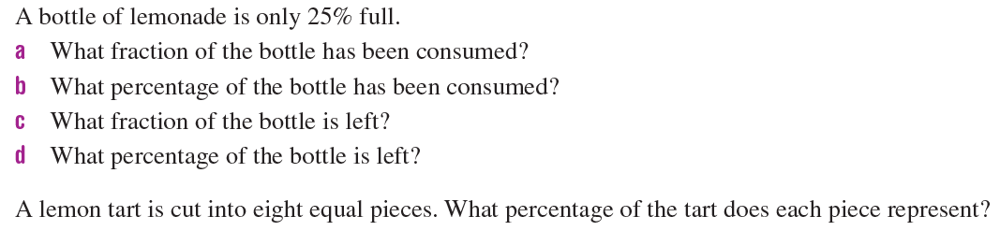 A bottle of lemonade is only 25% full.
a What fraction of the bottle has been consumed?
b What percentage of the bottle has been consumed?
c What fraction of the bottle is left?
d What percentage of the bottle is left?
A lemon tart is cut into eight equal pieces. What percentage of the tart does each piece represent?